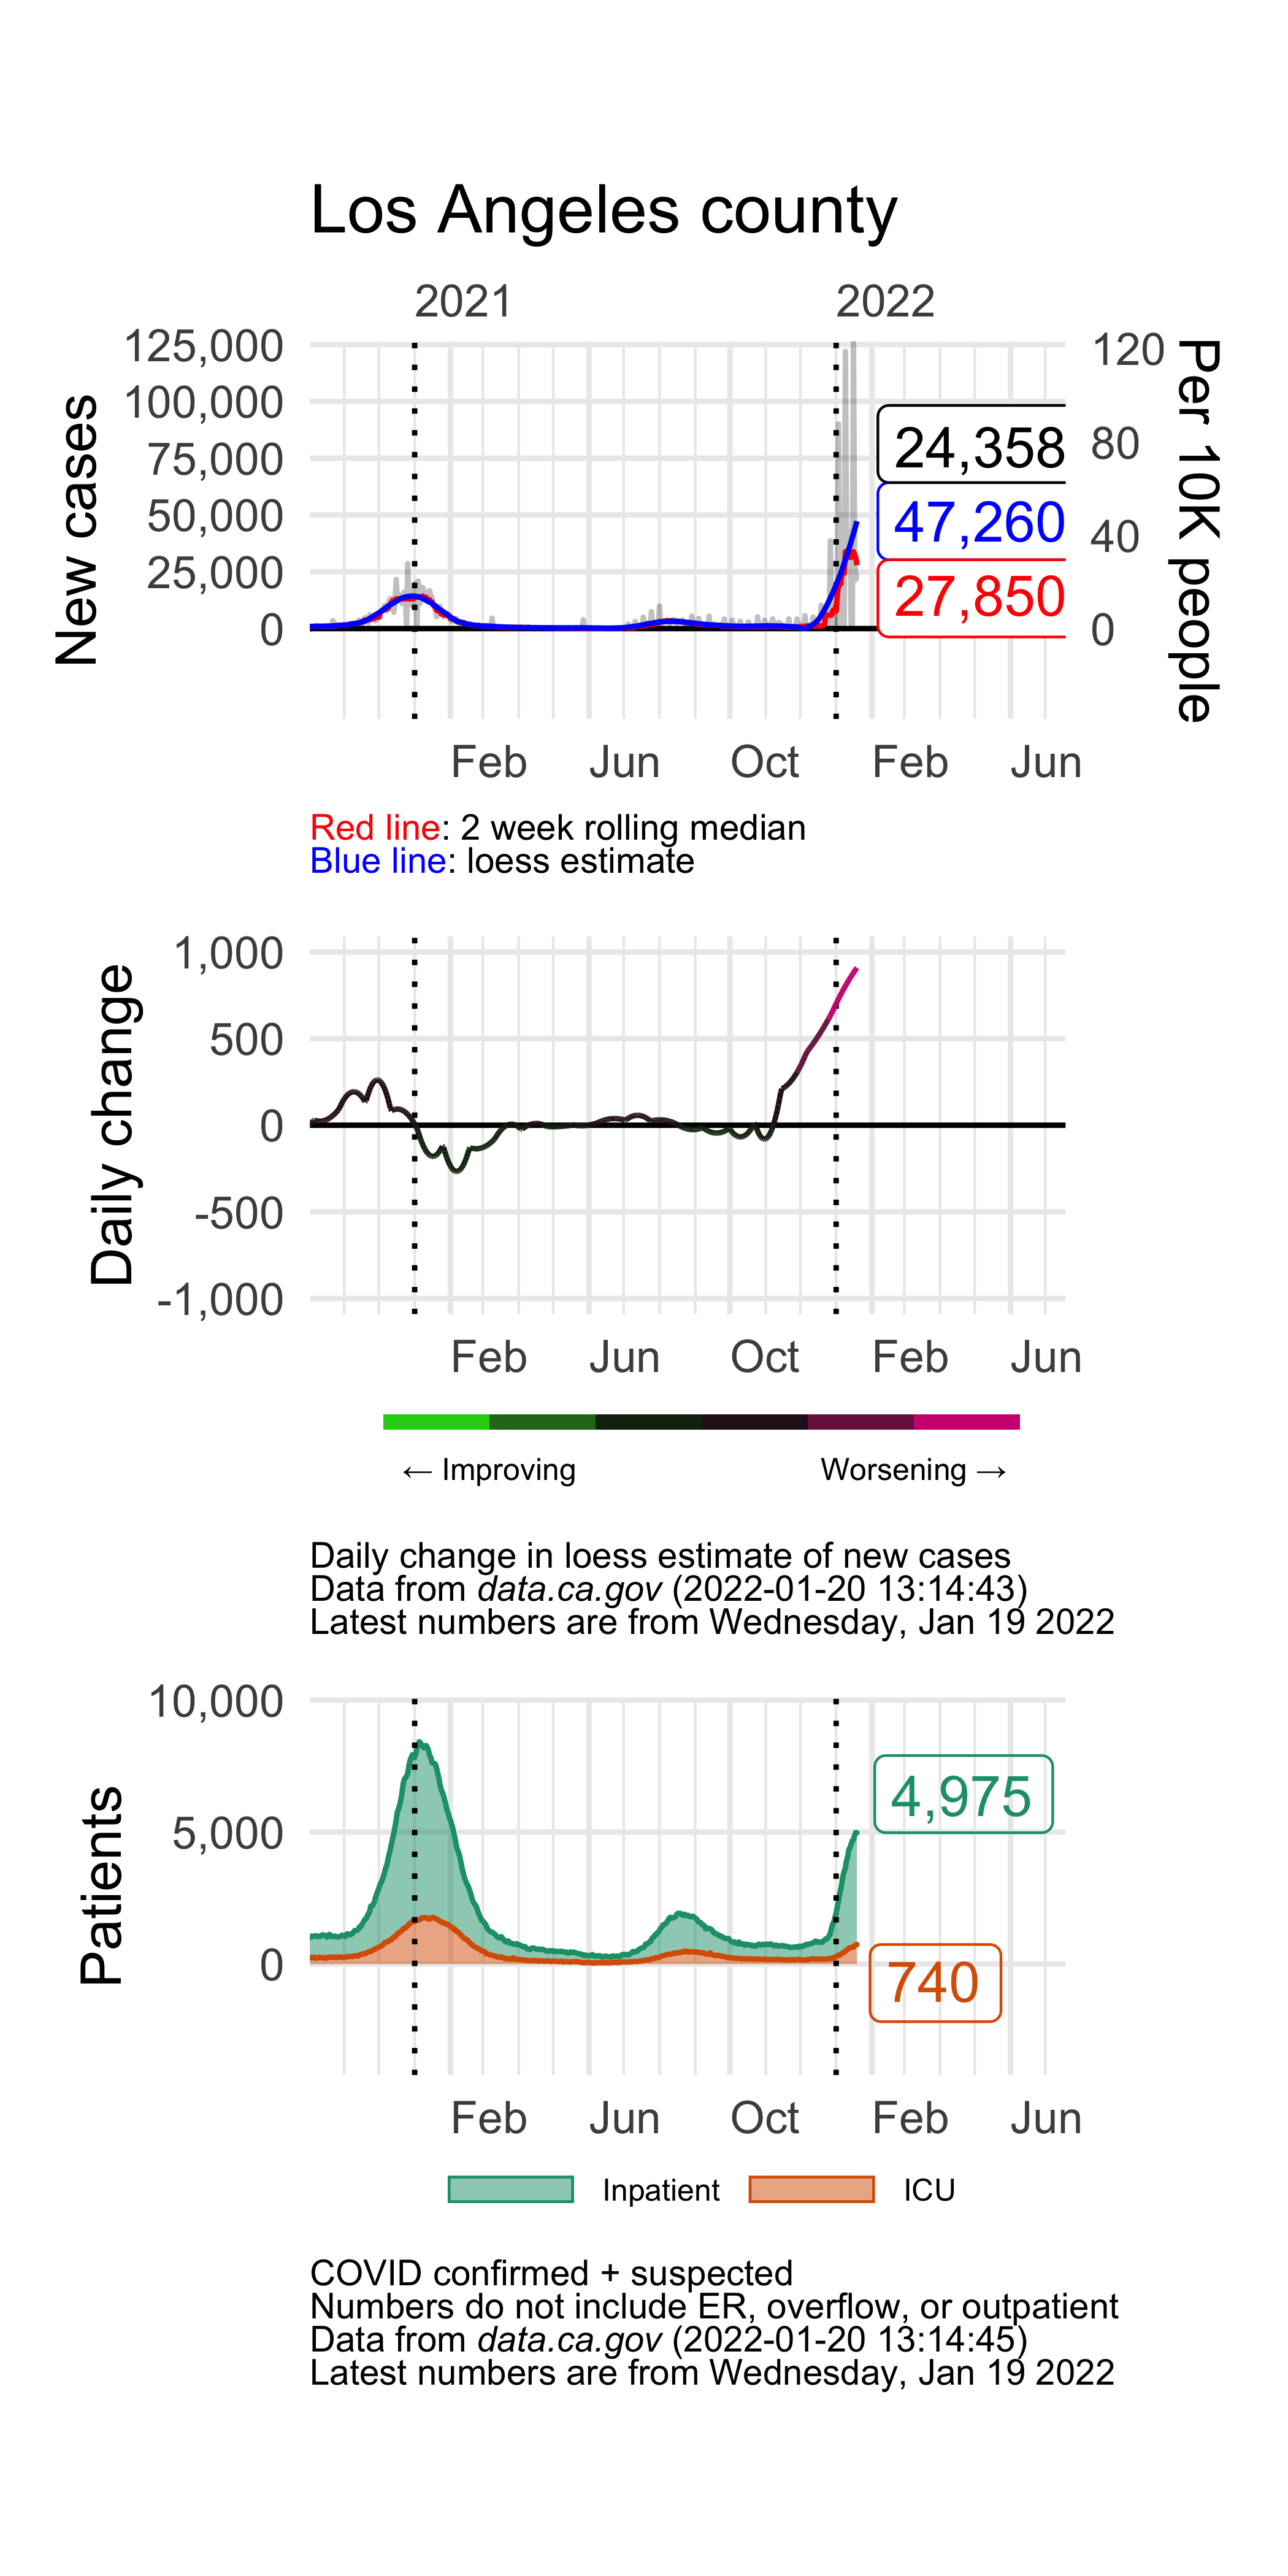 Los Angeles county
2021 2022
New cases
125,000
100,000
75,000
50,000
25,000
0
120
80
40
0
Per 10K people
24,358
47,260
27,850
Feb Jun Oct Feb Jun
Red line: 2 week rolling median
Blue line: loess estimate
Daily change
1,000
500
0
-500
-1,000
Feb Jun Oct Feb Jun
← Improving Worsening →
Daily change in loess estimate of new cases
Data from data.ca.gov (2022-01-20 13:14:43)
Latest numbers are from Wednesday, Jan 19 2022
Patients
10,000
5,000
0
4,975
740
Feb Jun Oct Feb Jun
Inpatient ICU
COVID confirmed + suspected
Numbers do not include ER, overflow, or outpatient
Data from data.ca.gov (2022-01-20 13:14:45)
Latest numbers are from Wednesday, Jan 19 2022